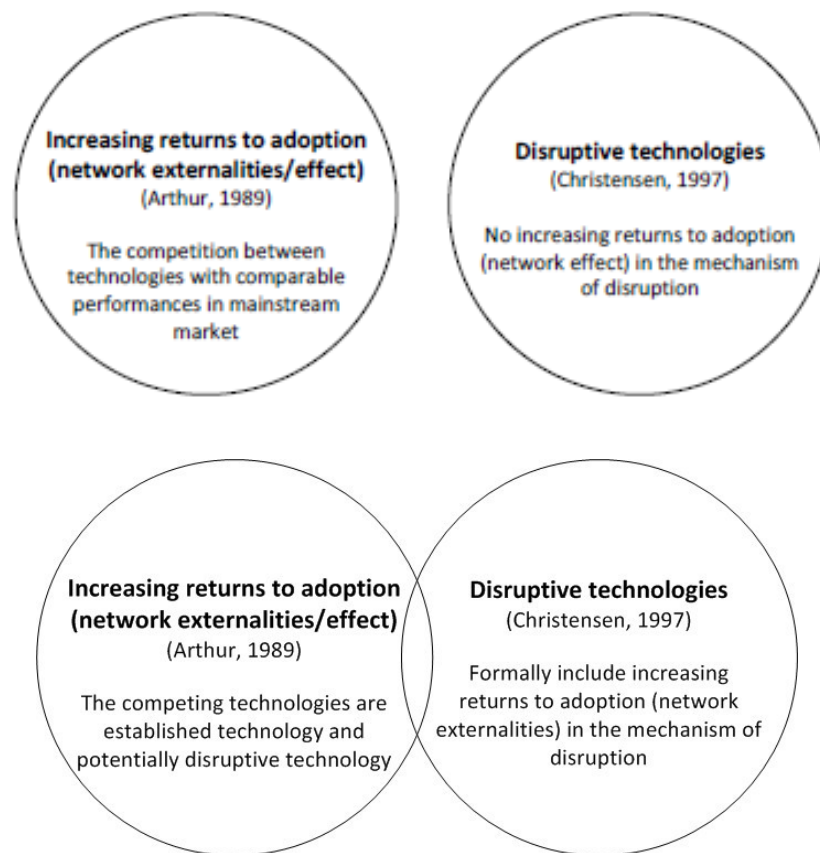 Increasing returns to adoption
(network externalities/effect)
(Arthur, 1989)
The competition between
technologies with comparable
performances in mainstream
market
Disruptive technologies
(Christensen, 1997)
No increasing returns to adoption
(network effect) in the mechanism
of disruption
Increasing returns to adoption
(network externalities/effect)
(Arthur, 1989)
The competing technologies are
established technology and
potentially disruptive technology
Disruptive technologies
(Christensen, 1997)
Formally include increasing
returns to adoption (network
externalities) in the mechanism of
disruption